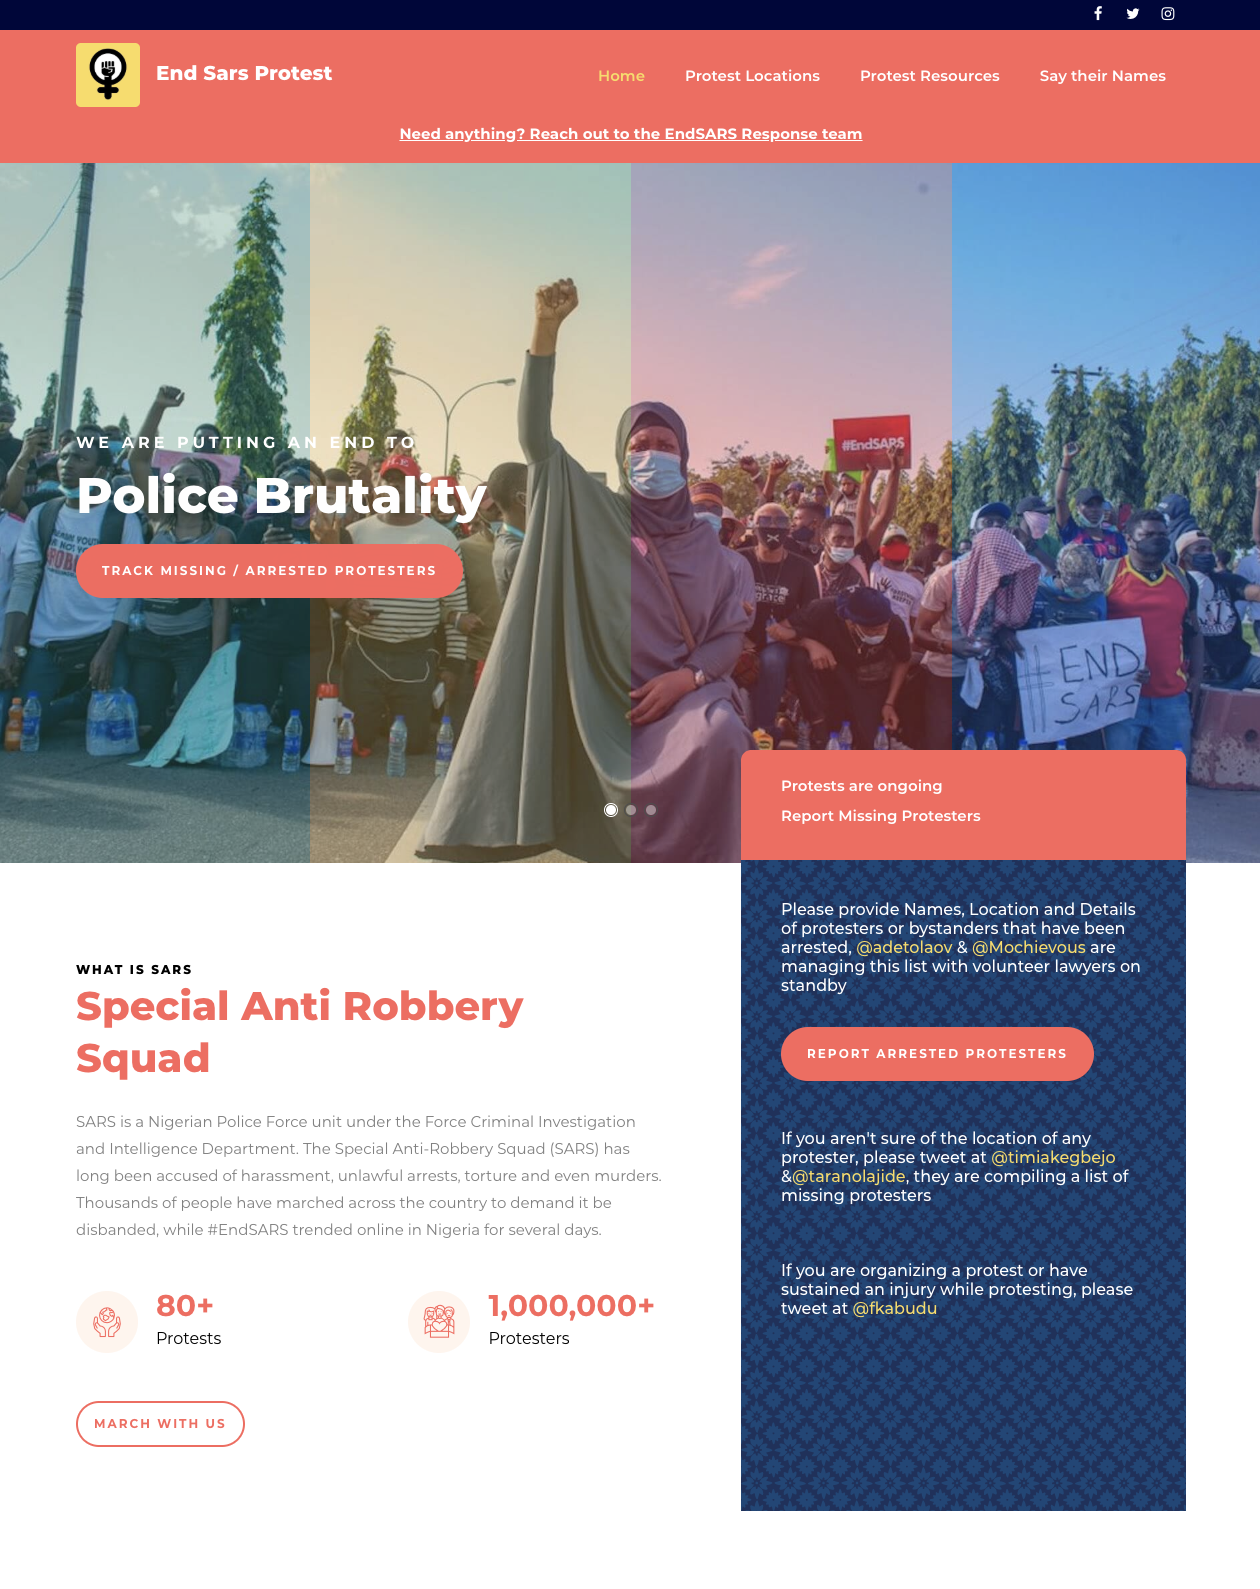 End Sars Protest
Home
Protest Locations
Protest Resources
Say their Names
Need anything? Reach out to the EndSARS Response team
#EndSARS
WE ARE PUTTING AN END TO
Police Brutality
TRACK MISSING / ARRESTED PROTESTERS
# END
SARS
Protests are ongoing
Report Missing Protesters
WHAT IS SARS
Special Anti Robbery
Squad
SARS is a Nigerian Police Force unit under the Force Criminal Investigation
and Intelligence Department. The Special Anti-Robbery Squad (SARS) has
long been accused of harassment, unlawful arrests, torture and even murders.
Thousands of people have marched across the country to demand it be
disbanded, while #EndSARS trended online in Nigeria for several days.
80+
Protests
1,000,000+
Protesters
MARCH WITH US
Please provide Names, Location and Details
of protesters or bystanders that have been
arrested, @adetolaov & @Mochievous are
managing this list with volunteer lawyers on
standby
REPORT ARRESTED PROTESTERS
If you aren't sure of the location of any
protester, please tweet at @timiakegbejo
&@taranolajide, they are compiling a list of
missing protesters
If you are organizing a protest or have
sustained an injury while protesting, please
tweet at @fkabudu